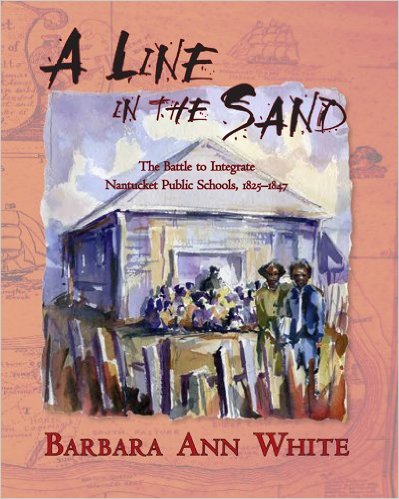 A LINE
IN THE SAND
The Battle to Integrate
Nantucket Public Schools, 1825–1847
BARBARA ANN WHITE